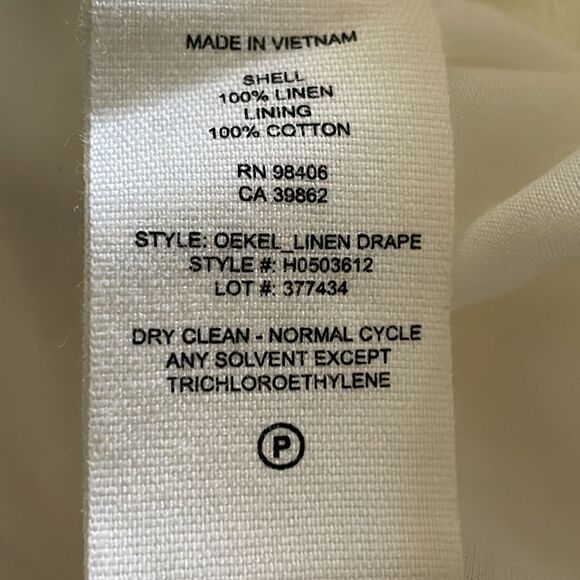 MADE IN VIETNAM
SHELL
100% LINEN
LINING
100% COTTON
RN 98406
CA 39862
STYLE: OEKEL_LINEN DRAPE
STYLE #: H0503612
LOT #: 377434
DRY CLEAN - NORMAL CYCLE
ANY SOLVENT EXCEPT
TRICHLOROETHYLENE
P